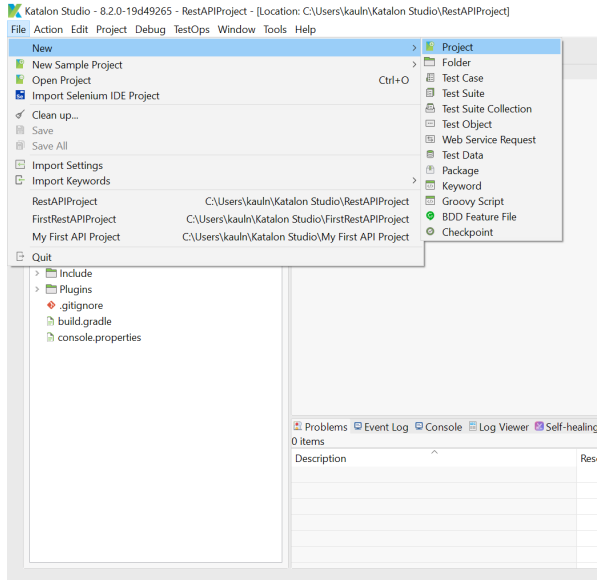 Katalon Studio - 8.2.0-19d49265 - RestAPIProject - [Location: C:\Users\kauln\Katalon Studio\RestAPIProject]
File Action Edit Project Debug TestOps Window Tools Help
New
New Sample Project
Open Project Ctrl+O
Import Selenium IDE Project
Clean up...
Save
Save All
Import Settings
Import Keywords
RestAPIProject C:\Users\kauln\Katalon Studio\RestAPIProject
FirstRestAPIProject C:\Users\kauln\Katalon Studio\FirstRestAPIProject
My First API Project C:\Users\kauln\Katalon Studio\My First API Project
Quit
Project
Folder
Test Case
Test Suite
Test Suite Collection
Test Object
Web Service Request
Test Data
Package
Keyword
Groovy Script
BDD Feature File
Checkpoint
Include
Plugins
.gitignore
build.gradle
console.properties
Problems Event Log Console Log Viewer Self-healing
0 items
Description Reso